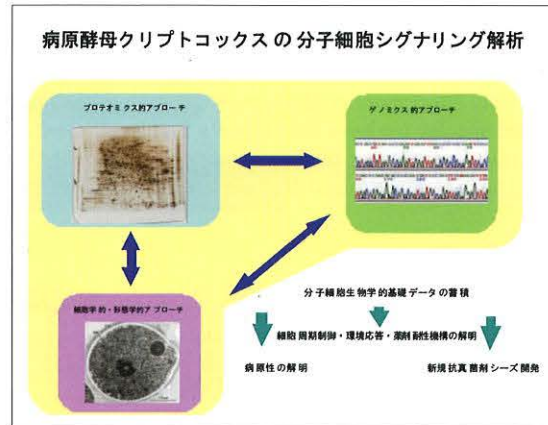 病原酵母クリプトコックスの分子細胞シグナリング解析
プロテオミクス的アプローチ
ゲノミクス的アプローチ
細胞学的・形態学的アプローチ
分子細胞生物学的基礎データの蓄積
細胞周期制御・環境応答・薬剤耐性機構の解明
病原性の解明
新規抗真菌剤シーズ開発